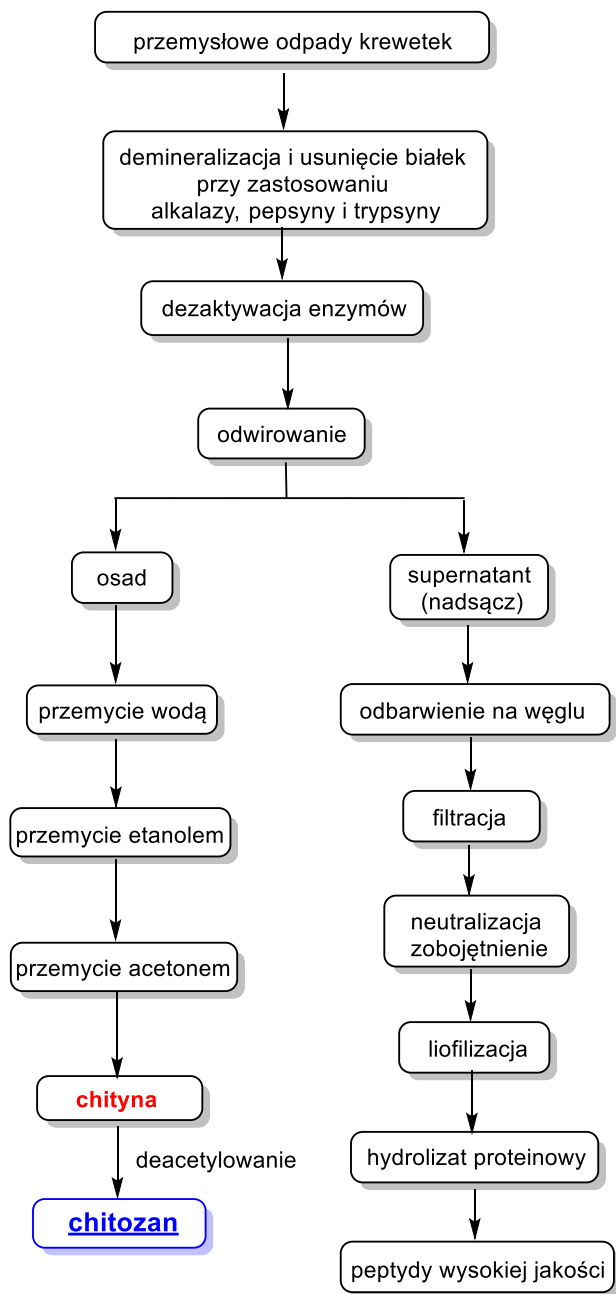 przemysłowe odpady krewetek
demineralizacja i usunięcie białek
przy zastosowaniu
alkalazy, pepsyny i trypsyny
dezaktywacja enzymów
odwirowanie
osad
przemycie wodą
przemycie etanolem
przemycie acetonem
chityna
deacetylowanie
chitozan
supernatant
(nadsącz)
odbarwienie na węglu
filtracja
neutralizacja
zobojętnienie
liofilizacja
hydrolizat proteinowy
peptydy wysokiej jakości